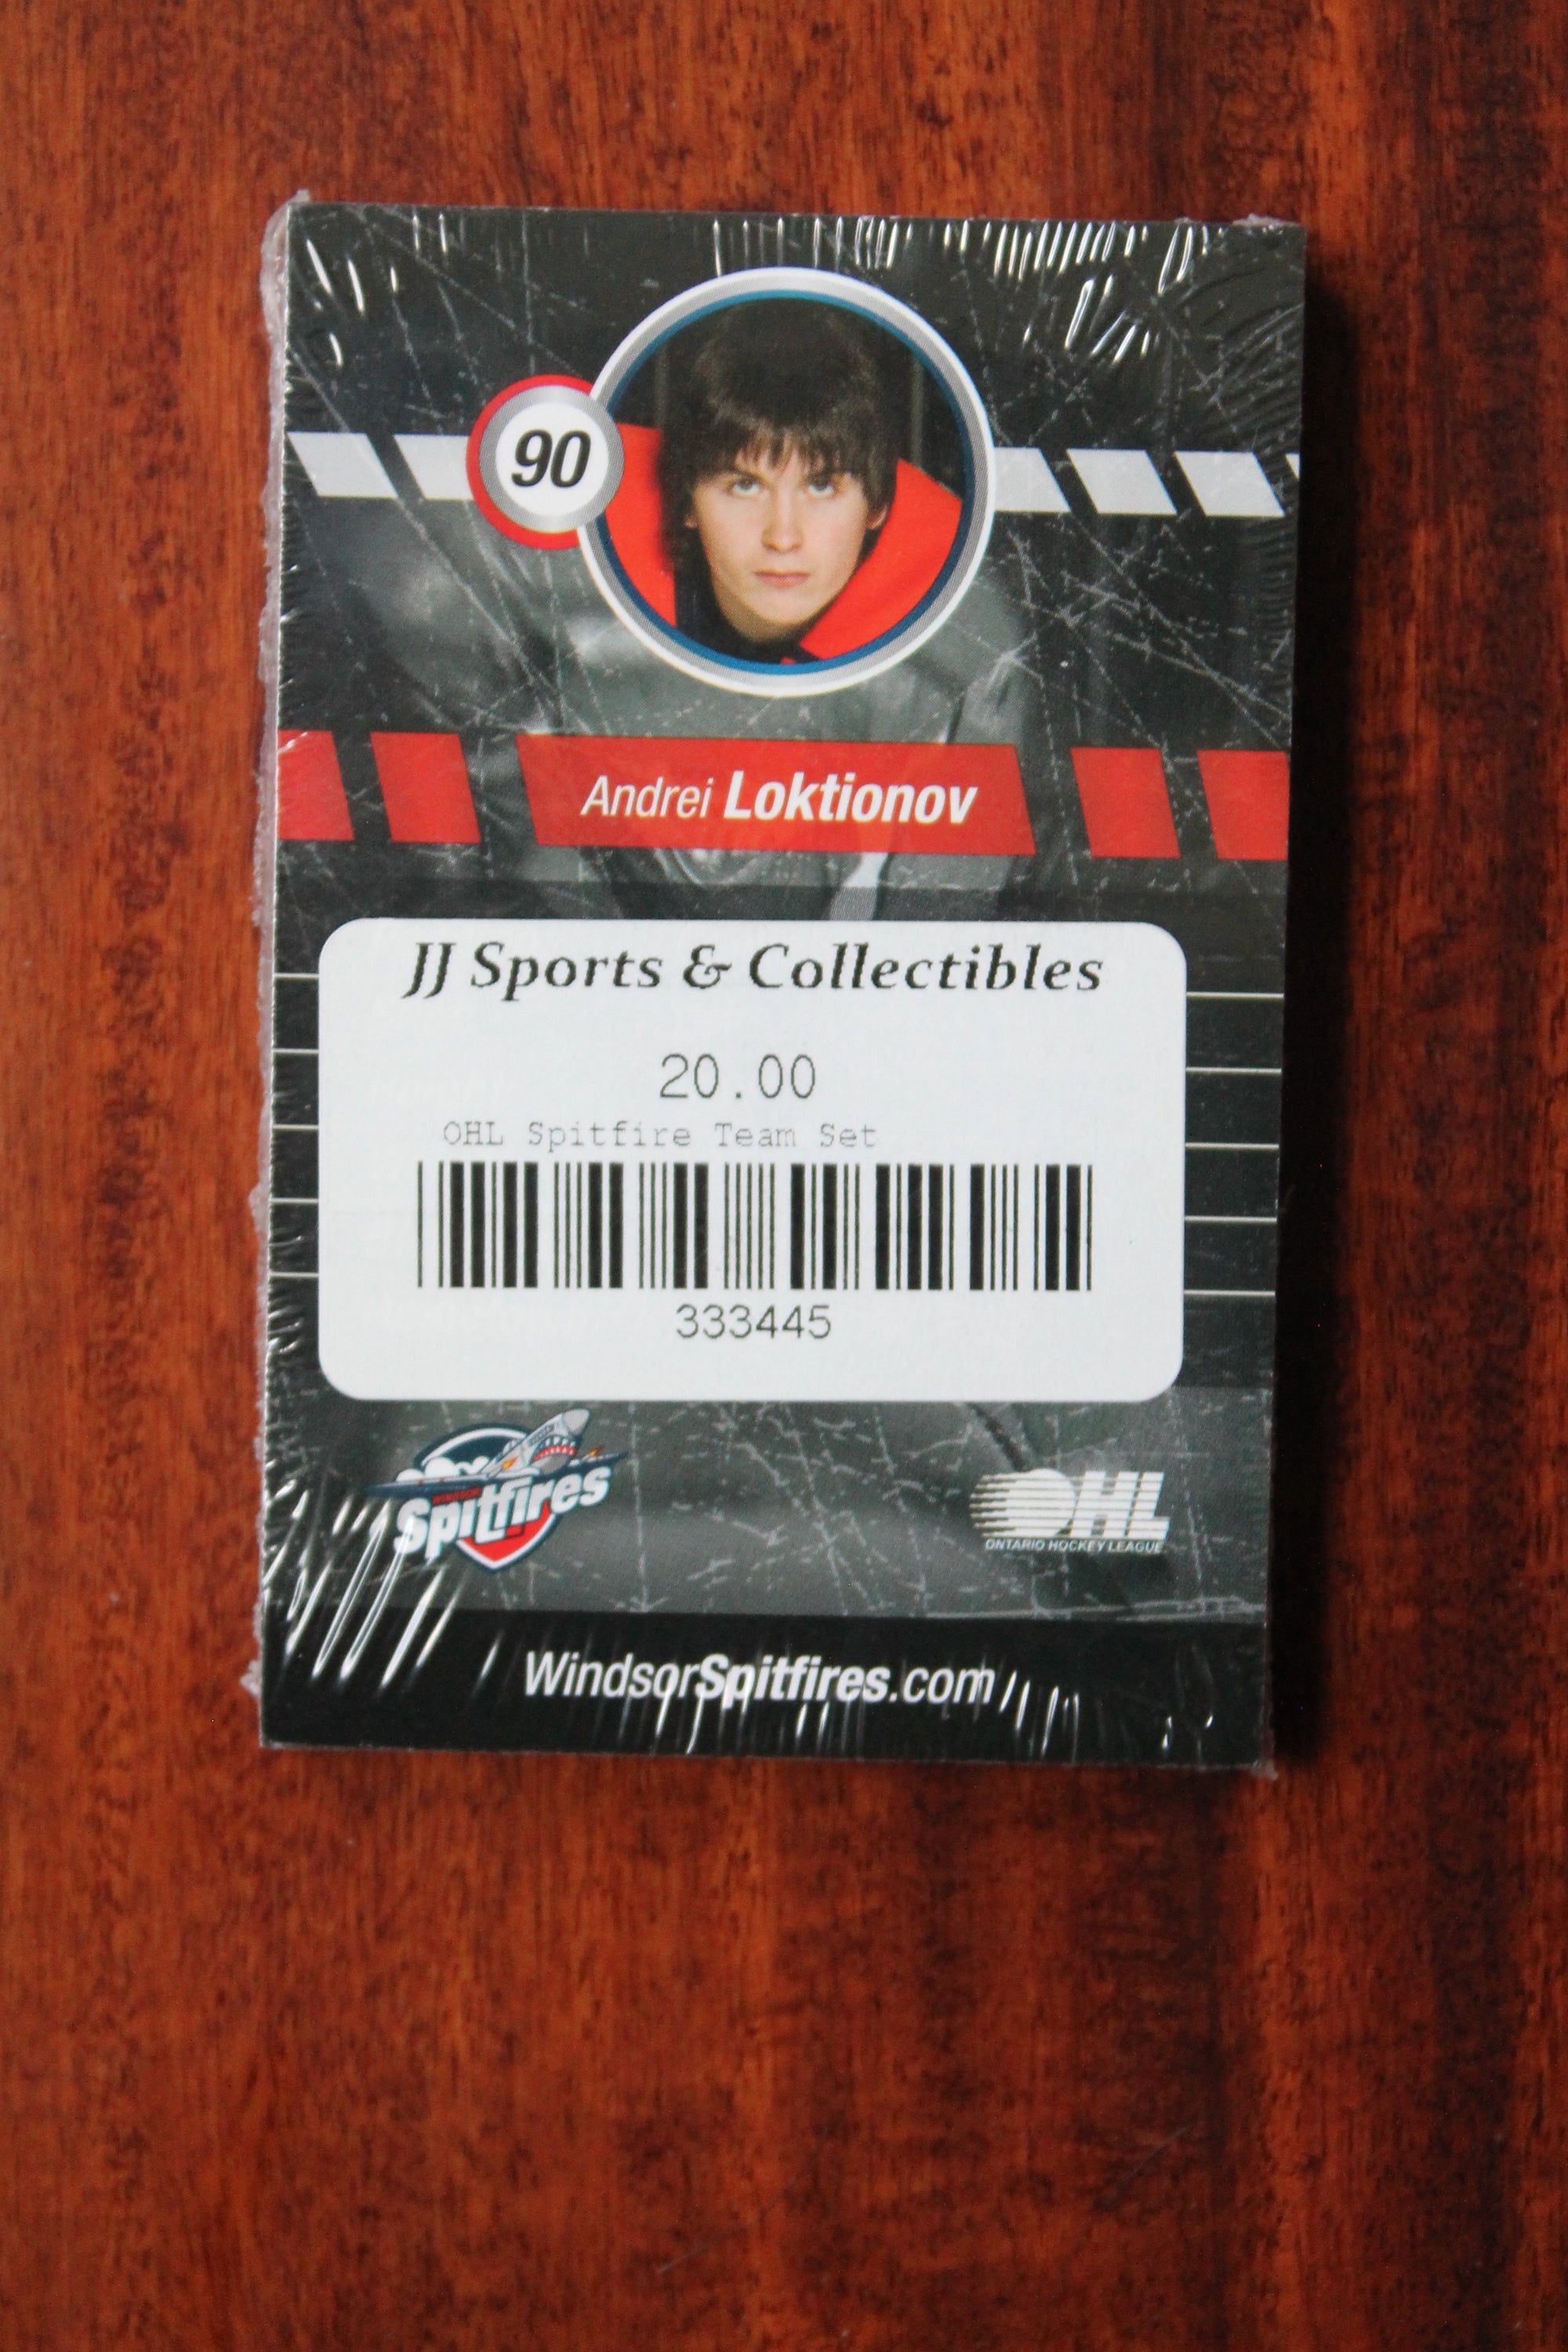 90
Andrei Loktionov
JJ Sports & Collectibles
20.00
OHL Spitfire Team Set
333445
WINDSOR
Spitfires
OHL
ONTARIO HOCKEY LEAGUE
WindsorSpitfires.com